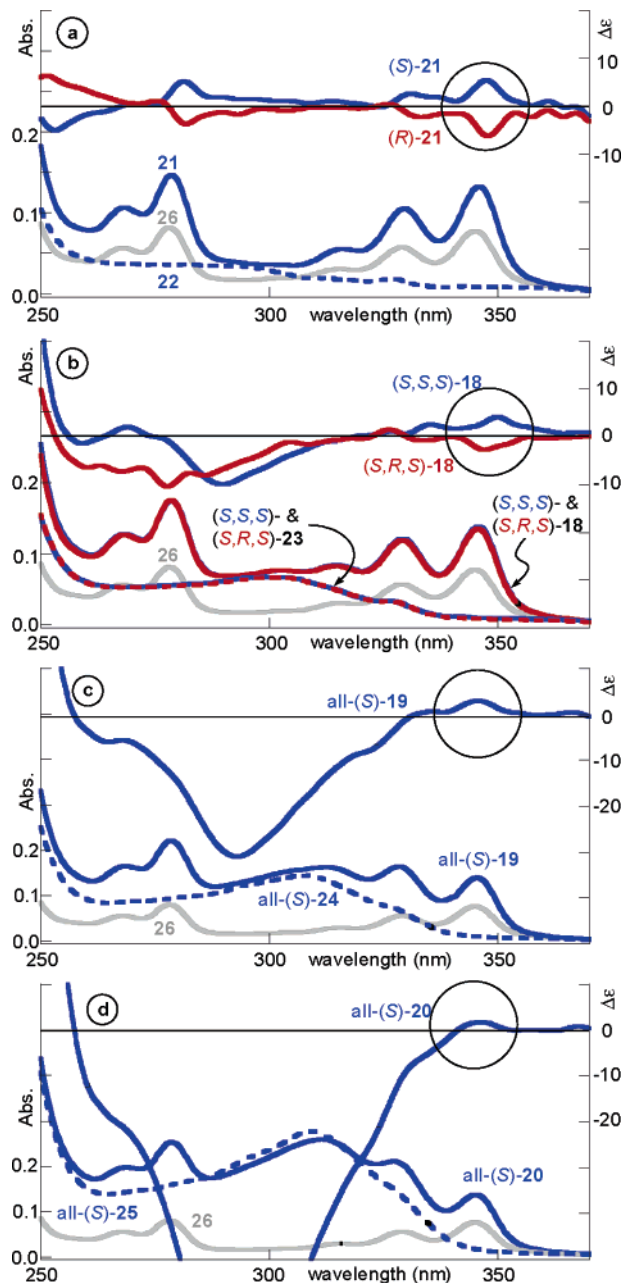 a
Abs.
Δε
(S)-21
(R)-21
20
10
0
-10
0.2
0.1
0.0
21
26
22
250
300
350
wavelength (nm)
b
Abs.
Δε
(S,S,S)-18
(S,R,S)-18
20
10
0
-10
0.2
0.1
0.0
(S,S,S)- &
(S,R,S)-23
(S,S,S)- &
(S,R,S)-18
26
250
300
350
wavelength (nm)
c
Abs.
Δε
all-(S)-19
0
-10
-20
0.2
0.1
0.0
all-(S)-19
all-(S)-24
26
250
300
350
wavelength (nm)
d
Abs.
Δε
all-(S)-20
0
-10
-20
0.2
0.1
0.0
all-(S)-25
26
all-(S)-20
250
300
350
wavelength (nm)